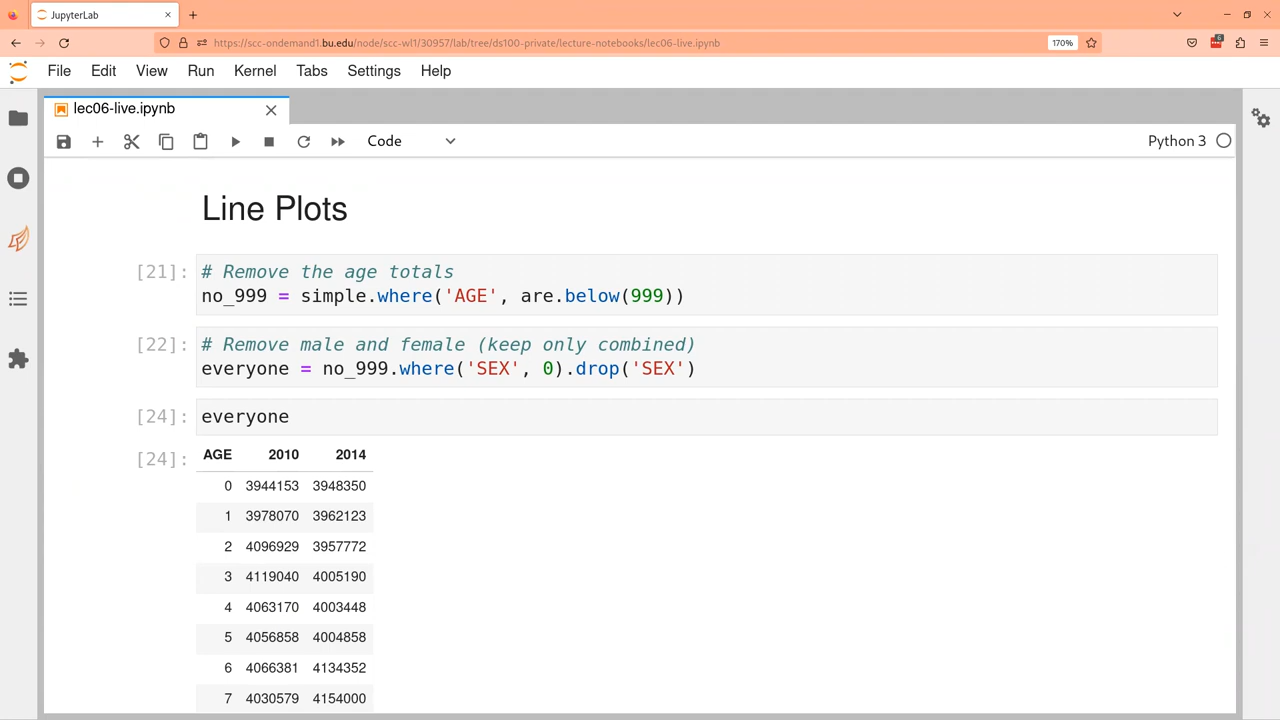 JupyterLab
https://scc-ondemand1.bu.edu/node/scc-wl1/30957/lab/tree/ds100-private/lecture-notebooks/lec06-live.ipynb
170%
6
File Edit View Run Kernel Tabs Settings Help
lec06-live.ipynb
Code
Python 3
Line Plots
[21]: # Remove the age totals
no_999 = simple.where('AGE', are.below(999))
[22]: # Remove male and female (keep only combined)
everyone = no_999.where('SEX', 0).drop('SEX')
[24]: everyone
[24]: AGE 2010 2014
0 3944153 3948350
1 3978070 3962123
2 4096929 3957772
3 4119040 4005190
4 4063170 4003448
5 4056858 4004858
6 4066381 4134352
7 4030579 4154000